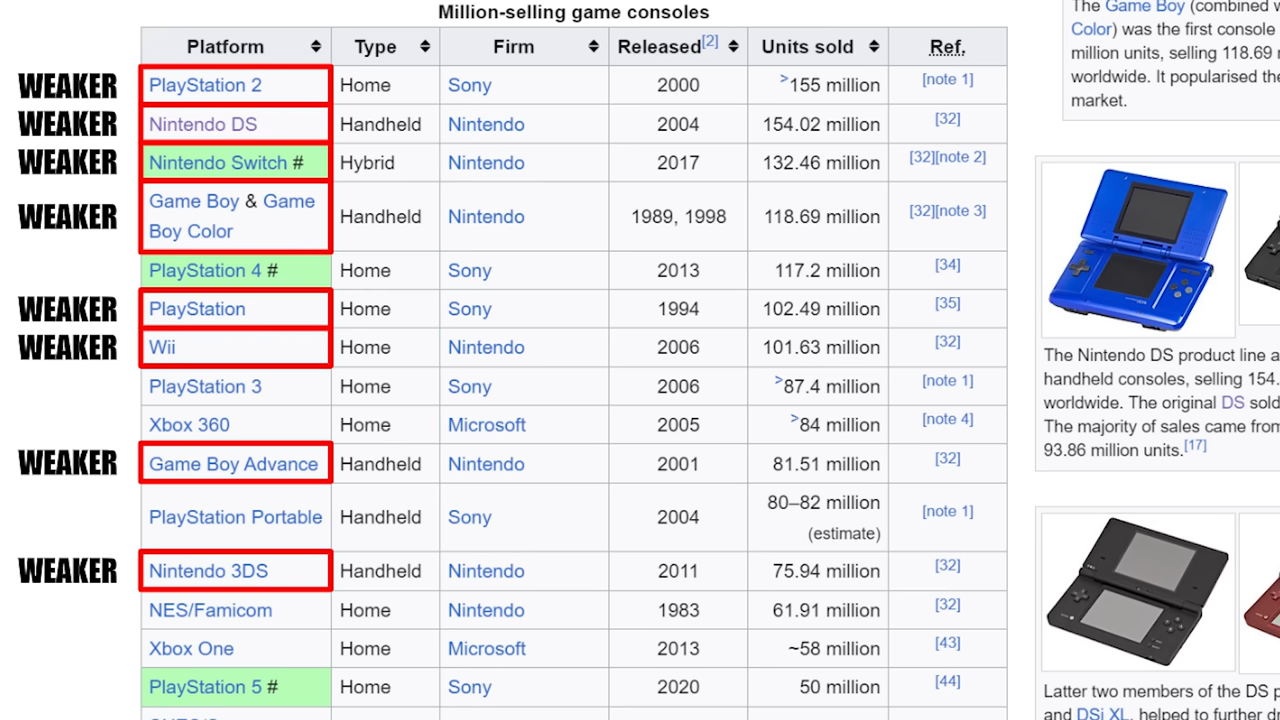 Million-selling game consoles
Platform Type Firm Released[2] Units sold Ref.
WEAKER PlayStation 2 Home Sony 2000 >155 million [note 1]
WEAKER Nintendo DS Handheld Nintendo 2004 154.02 million [32]
WEAKER Nintendo Switch # Hybrid Nintendo 2017 132.46 million [32][note 2]
WEAKER Game Boy & Game
Boy Color Handheld Nintendo 1989, 1998 118.69 million [32][note 3]
PlayStation 4 # Home Sony 2013 117.2 million [34]
WEAKER PlayStation Home Sony 1994 102.49 million [35]
WEAKER Wii Home Nintendo 2006 101.63 million [32]
PlayStation 3 Home Sony 2006 >87.4 million [note 1]
Xbox 360 Home Microsoft 2005 >84 million [note 4]
WEAKER Game Boy Advance Handheld Nintendo 2001 81.51 million [32]
PlayStation Portable Handheld Sony 2004 80–82 million
(estimate) [note 1]
WEAKER Nintendo 3DS Handheld Nintendo 2011 75.94 million [32]
NES/Famicom Home Nintendo 1983 61.91 million [32]
Xbox One Home Microsoft 2013 ~58 million [43]
PlayStation 5 # Home Sony 2020 50 million [44]
The Game Boy (combined w
Color) was the first console
million units, selling 118.69
worldwide. It popularised the
market.
The Nintendo DS product line a
handheld consoles, selling 154.
worldwide. The original DS sold
The majority of sales came from
93.86 million units.[17]
Latter two members of the DS p
and DSi XL, helped to further dr